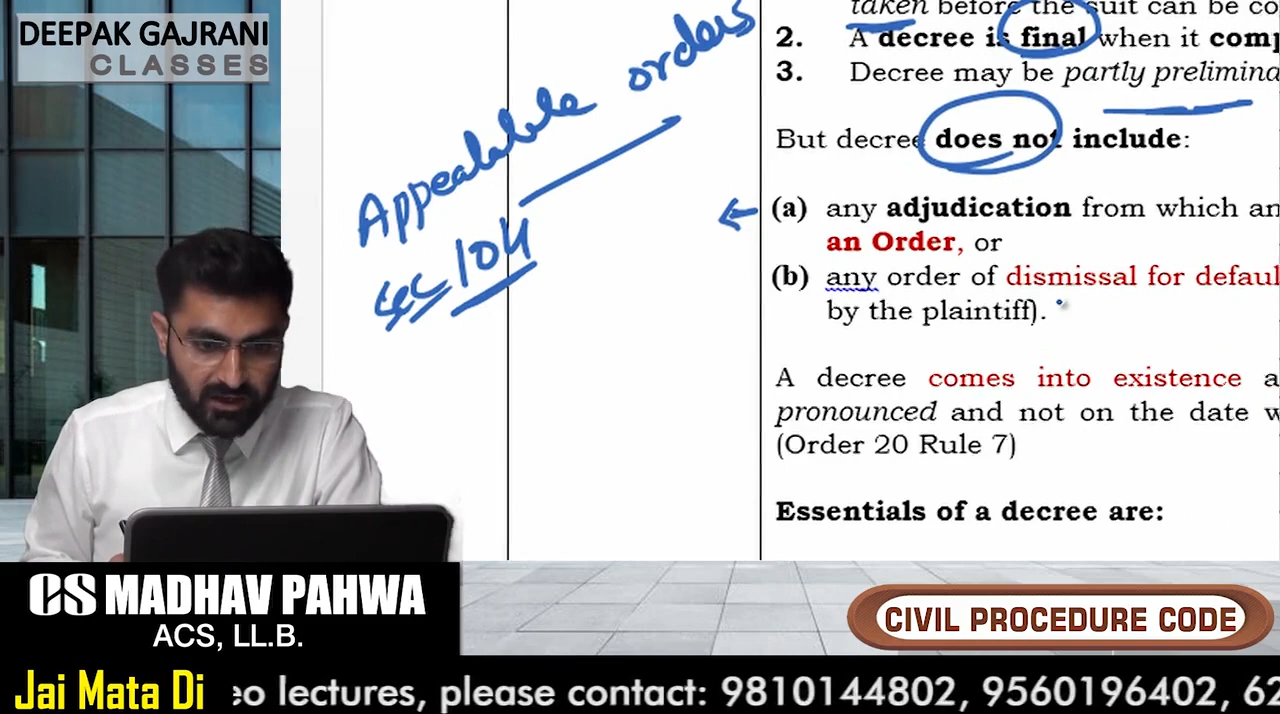 DEEPAK GAJRANI
CLASSES
Appealable orders
sec 104
taken before the suit can be co
2. A decree is final when it comp
3. Decree may be partly prelimina
But decree does not include:
(a) any adjudication from which an
an Order, or
(b) any order of dismissal for defaul
by the plaintiff).
A decree comes into existence a
pronounced and not on the date w
(Order 20 Rule 7)
Essentials of a decree are:
CS MADHAV PAHWA
ACS, LL.B.
CIVIL PROCEDURE CODE
Jai Mata Di eo lectures, please contact: 9810144802, 9560196402, 62